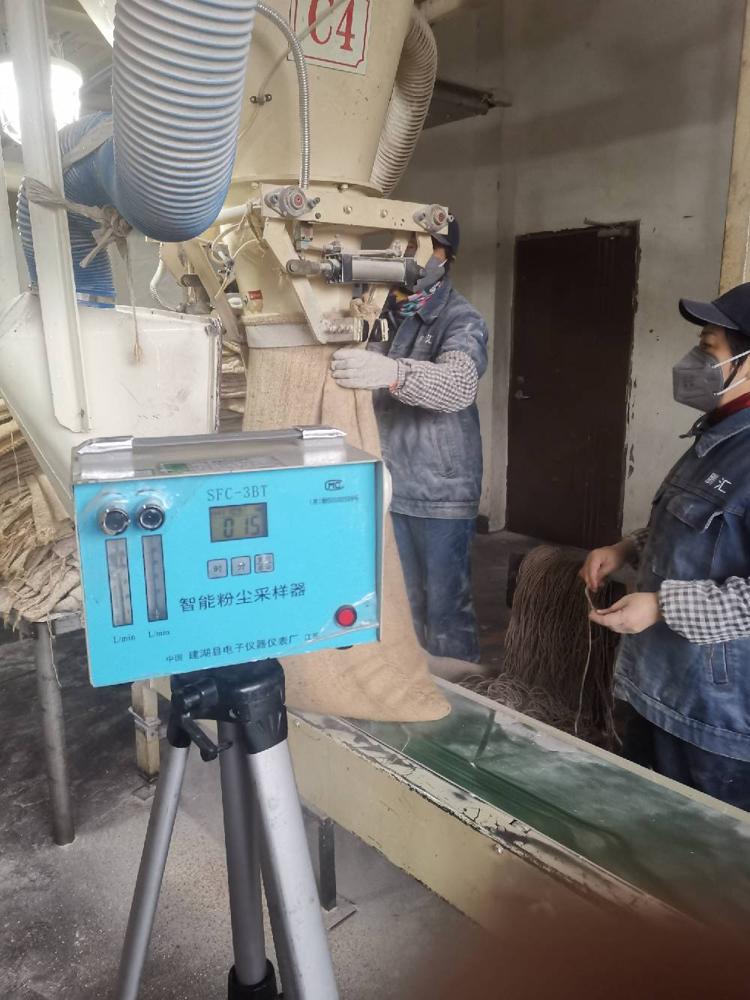 C4
汇
汇
SFC-3BT
MC
015
时
分
智能粉尘采样器
L/min
L/min
中国 建湖县电子仪器仪表厂 江苏